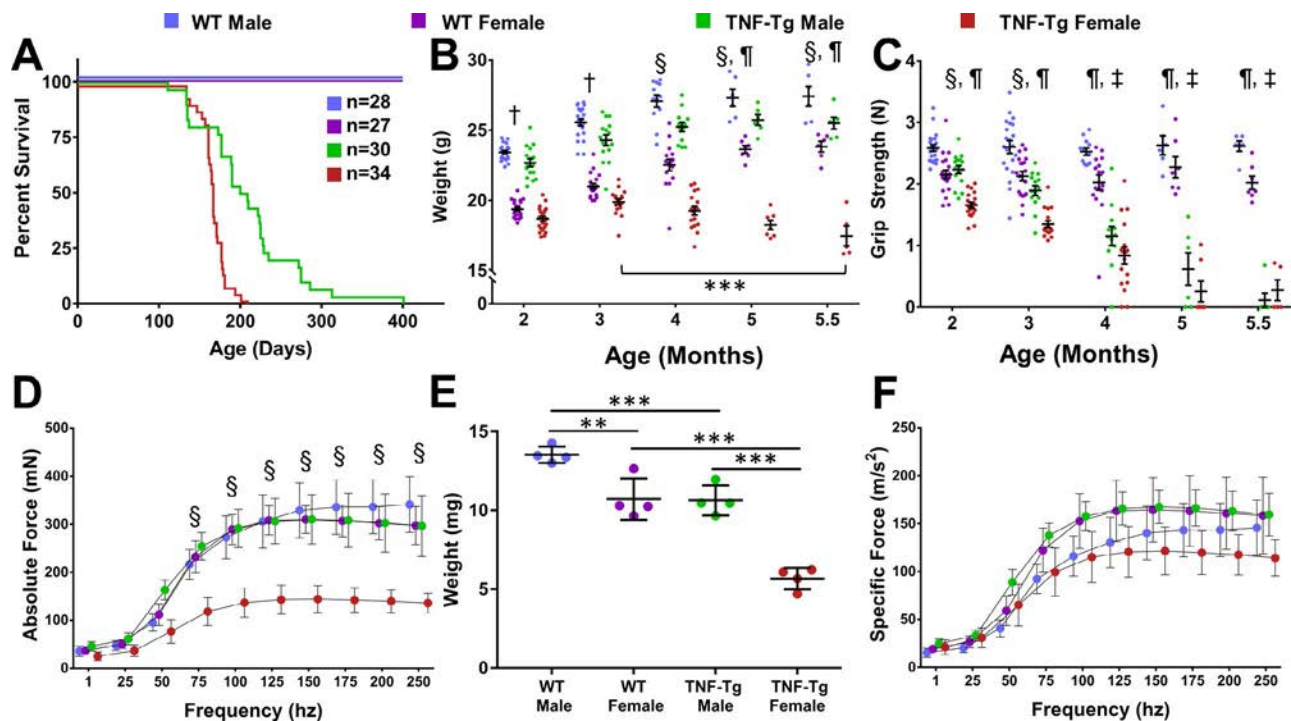 WT Male WT Female TNF-Tg Male TNF-Tg Female
A
Percent Survival
100
75
50
25
0
n=28
n=27
n=30
n=34
0 100 200 300 400
Age (Days)
B
Weight (g)
30
25
20
15
0
† † § §, ¶ §, ¶
***
2 3 4 5 5.5
Age (Months)
C
Grip Strength (N)
4
3
2
1
0
§, ¶ §, ¶ ¶, ‡ ¶, ‡ ¶, ‡
2 3 4 5 5.5
Age (Months)
D
Absolute Force (mN)
500
400
300
200
100
0
§ § § § § § §
1 25 50 75 100 125 150 175 200 250
Frequency (hz)
E
Weight (mg)
15
10
5
0
***
**
***
***
WT Male
WT Female
TNF-Tg Male
TNF-Tg Female
F
Specific Force (m/s²)
250
200
150
100
50
0
1 25 50 75 100 125 150 175 200 250
Frequency (hz)